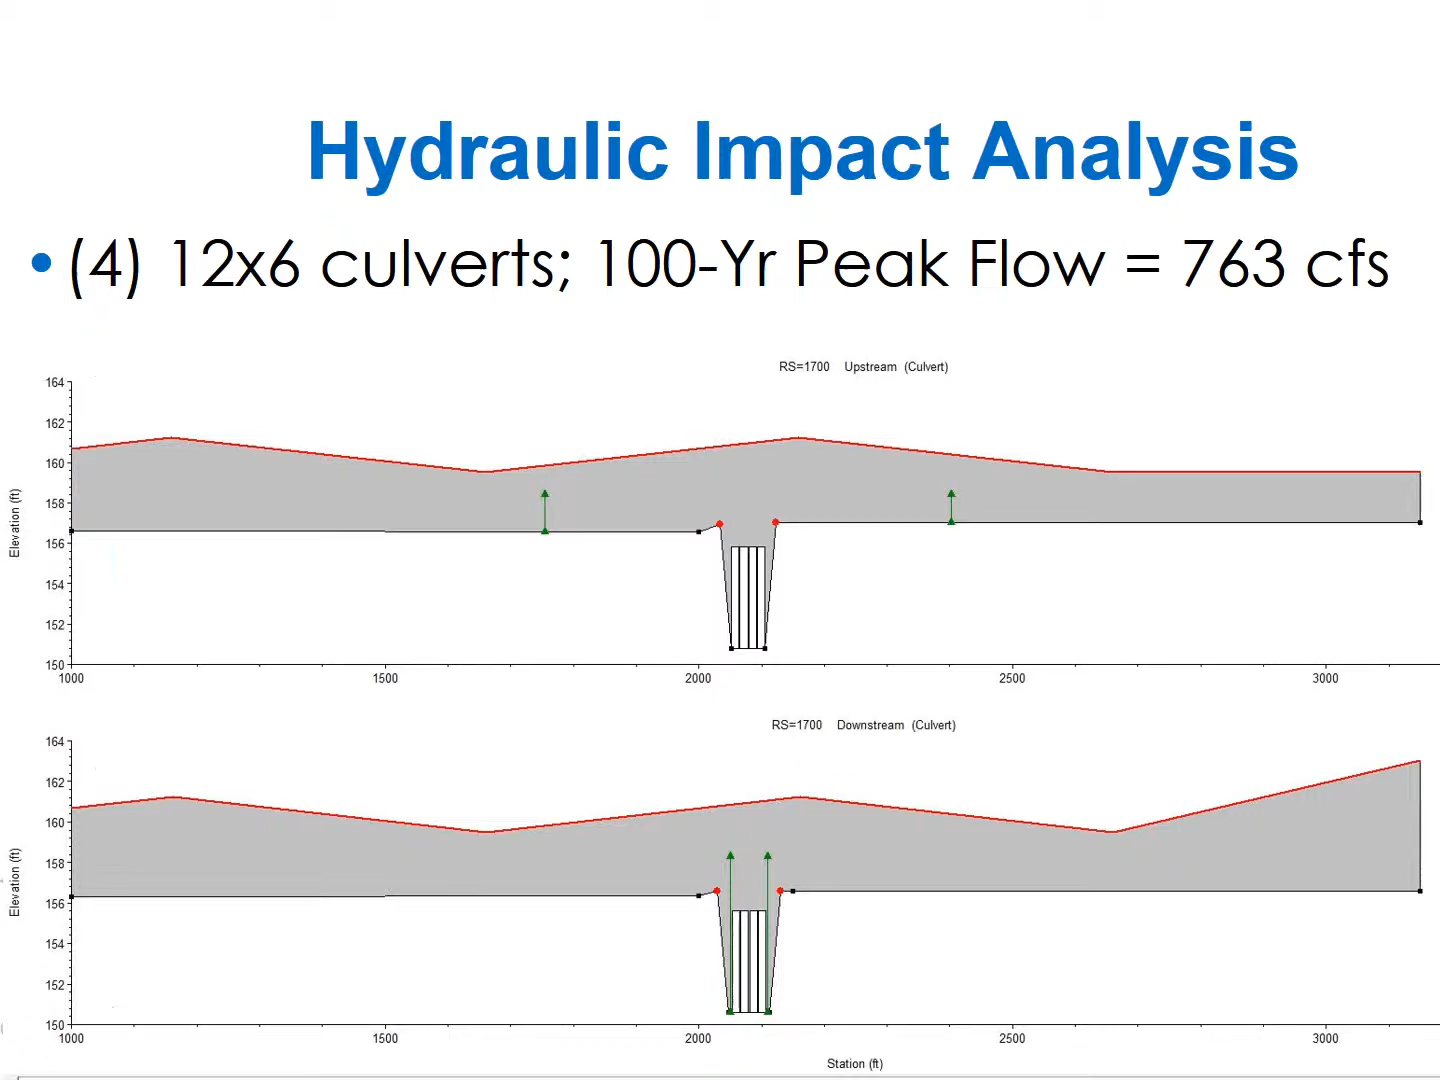 Hydraulic Impact Analysis
• (4) 12x6 culverts; 100-Yr Peak Flow = 763 cfs
RS=1700 Upstream (Culvert)
164
162
160
158
156
154
152
150
Elevation (ft)
1000 1500 2000 2500 3000
RS=1700 Downstream (Culvert)
164
162
160
158
156
154
152
150
Elevation (ft)
1000 1500 2000 2500 3000
Station (ft)